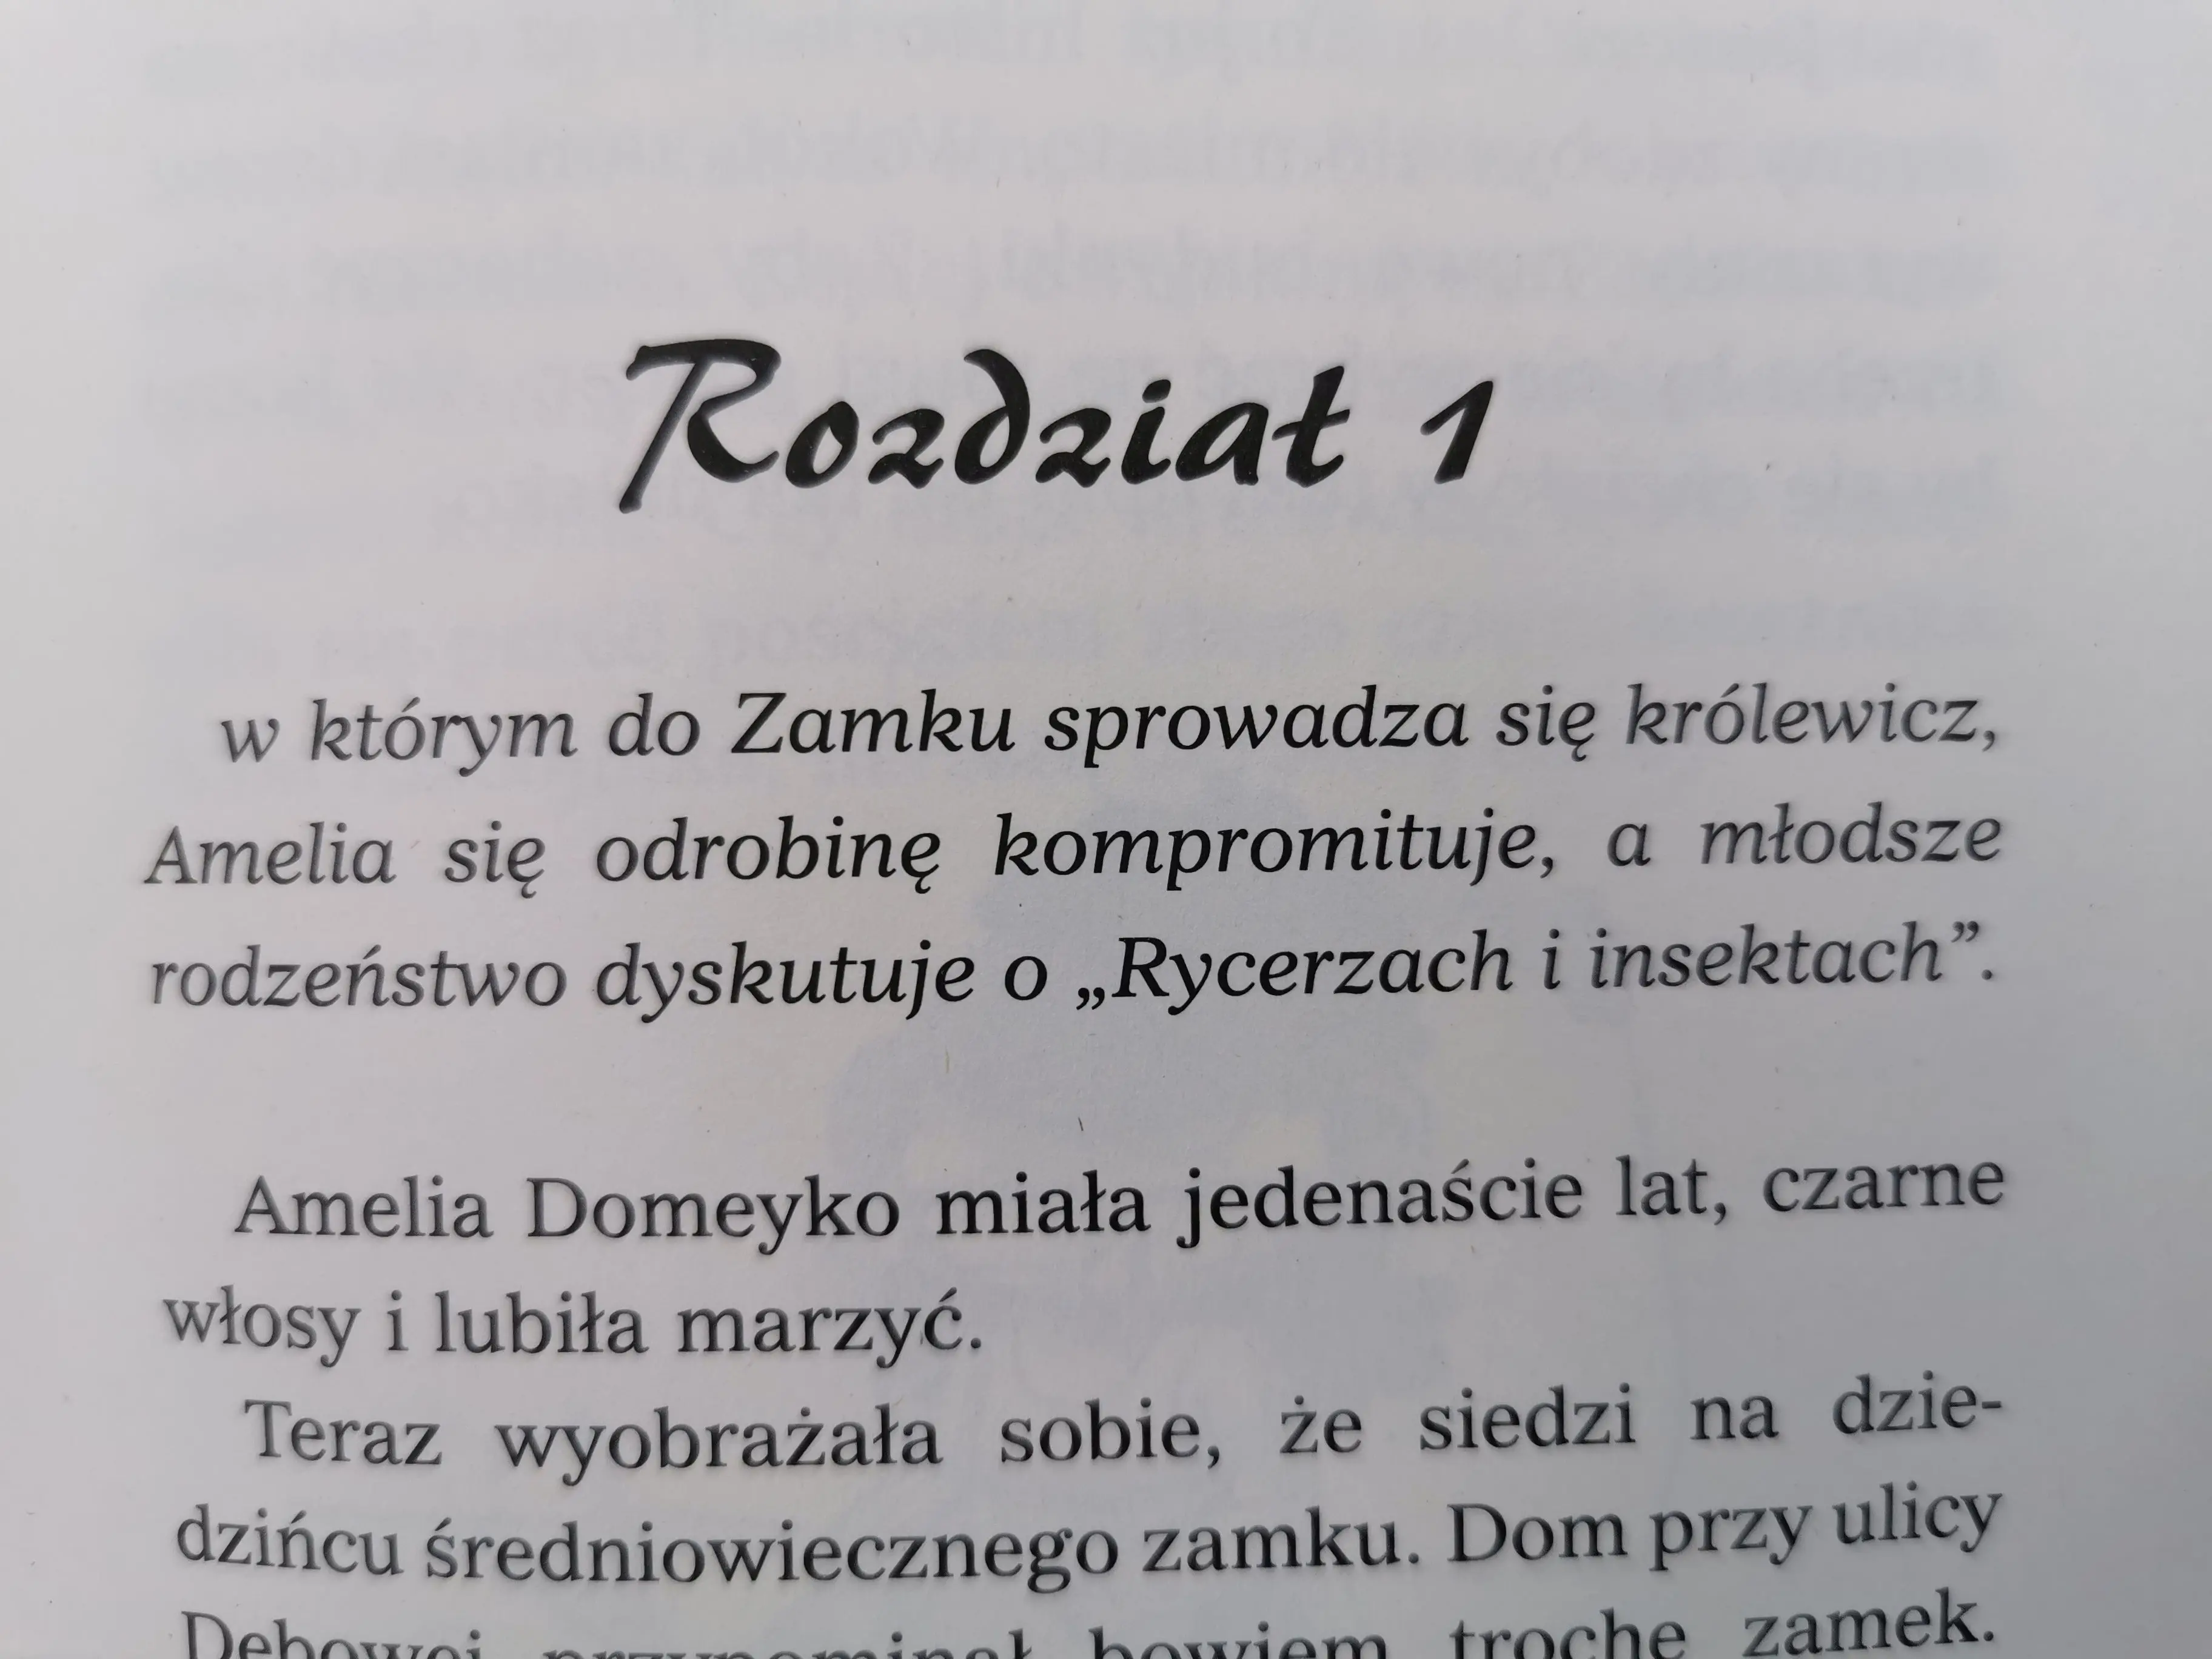 Rozdział 1
w którym do Zamku sprowadza się królewicz,
Amelia się odrobinę kompromituje, a młodsze
rodzeństwo dyskutuje o „Rycerzach i insektach”.
Amelia Domeyko miała jedenaście lat, czarne
włosy i lubiła marzyć.
Teraz wyobrażała sobie, że siedzi na dzie-
dzińcu średniowiecznego zamku. Dom przy ulicy
Dębowej przypominał bowiem trochę zamek.